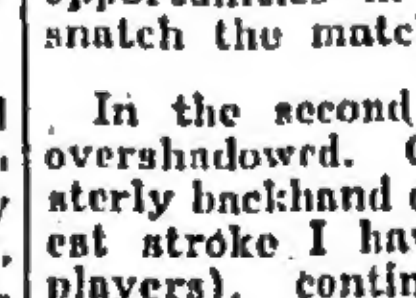 snatch the matc
In the second
overshadowed.
sterly backhand
est stroke I hav
players), contin